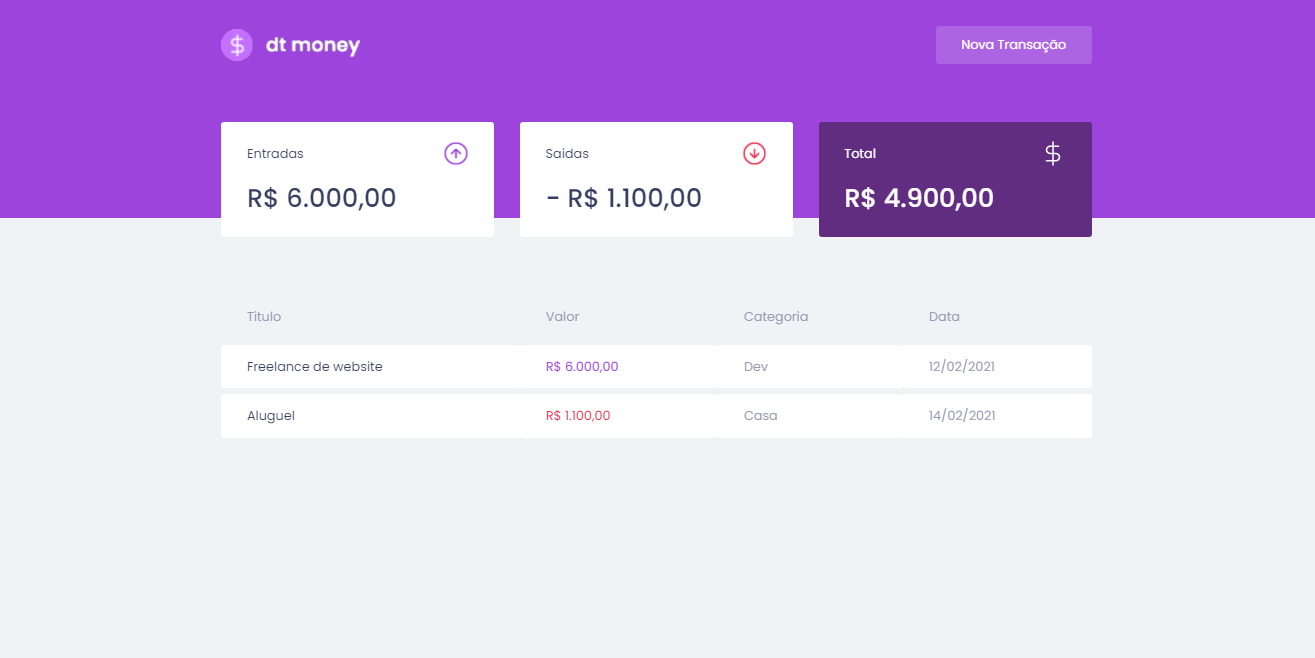 dt money
Nova Transação
Entradas
R$ 6.000,00
Saidas
- R$ 1.100,00
Total
R$ 4.900,00
Titulo Valor Categoria Data
Freelance de website R$ 6.000,00 Dev 12/02/2021
Aluguel R$ 1.100,00 Casa 14/02/2021